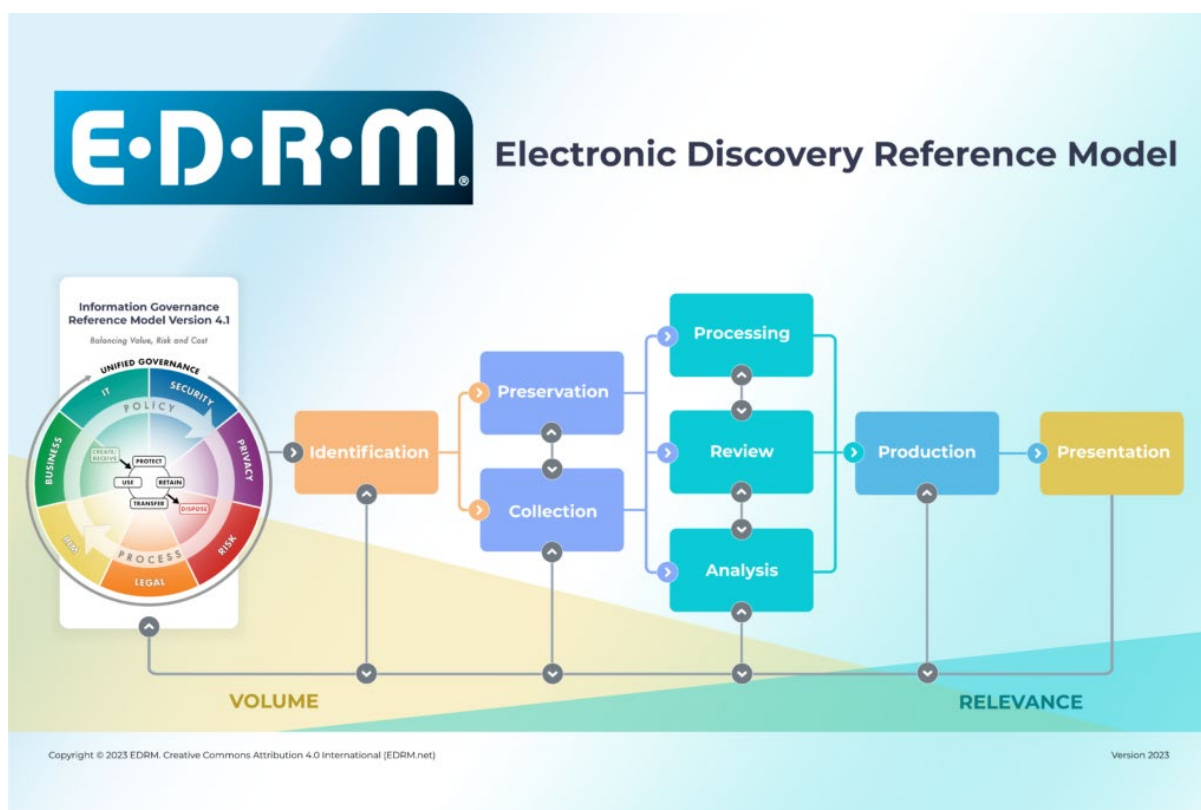 E·D·R·M®
Electronic Discovery Reference Model
Information Governance
Reference Model Version 4.1
Balancing Value, Risk and Cost
UNIFIED GOVERNANCE
IT
SECURITY
POLICY
BUSINESS
PRIVACY
CREATE/
RECEIVE
PROTECT
USE
RETAIN
TRANSFER
DISPOSE
RIM
RISK
PROCESS
LEGAL
Identification
Preservation
Collection
Processing
Review
Analysis
Production
Presentation
VOLUME
RELEVANCE
Copyright © 2023 EDRM. Creative Commons Attribution 4.0 International (EDRM.net)
Version 2023